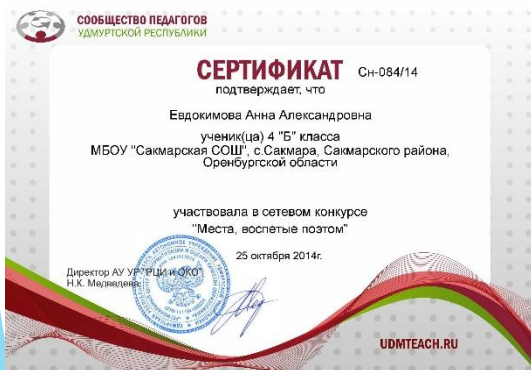 СООБЩЕСТВО ПЕДАГОГОВ
УДМУРТСКОЙ РЕСПУБЛИКИ
СЕРТИФИКАТ Сн-084/14
подтверждает, что
Евдокимова Анна Александровна
ученик(ца) 4 "Б" класса
МБОУ "Сакмарская СОШ", с.Сакмара, Сакмарского района,
Оренбургской области
участвовала в сетевом конкурсе
"Места, воспетые поэтом"
25 октября 2014г.
Директор АУ УР "РЦИ и ОКО"
Н.К. Медведева
UDMTEACH.RU